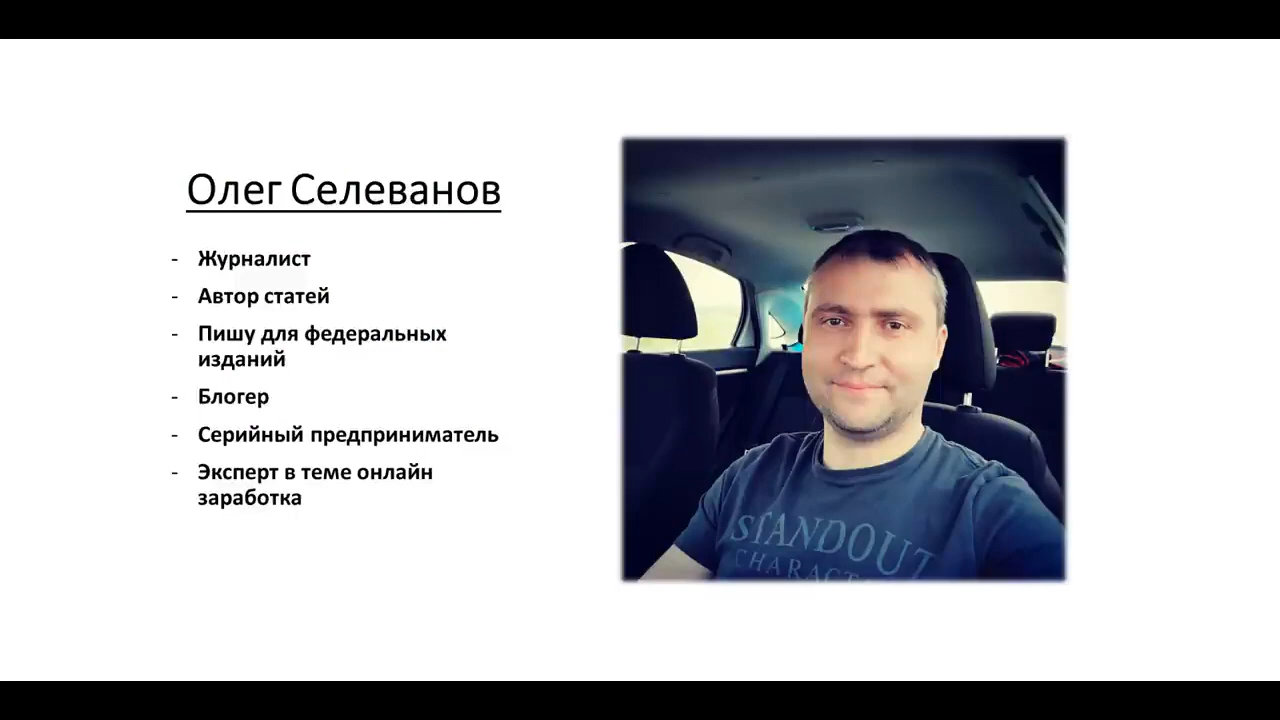 Олег Селеванов
- Журналист
- Автор статей
- Пишу для федеральных
изданий
- Блогер
- Серийный предприниматель
- Эксперт в теме онлайн
заработка
STANDOUT